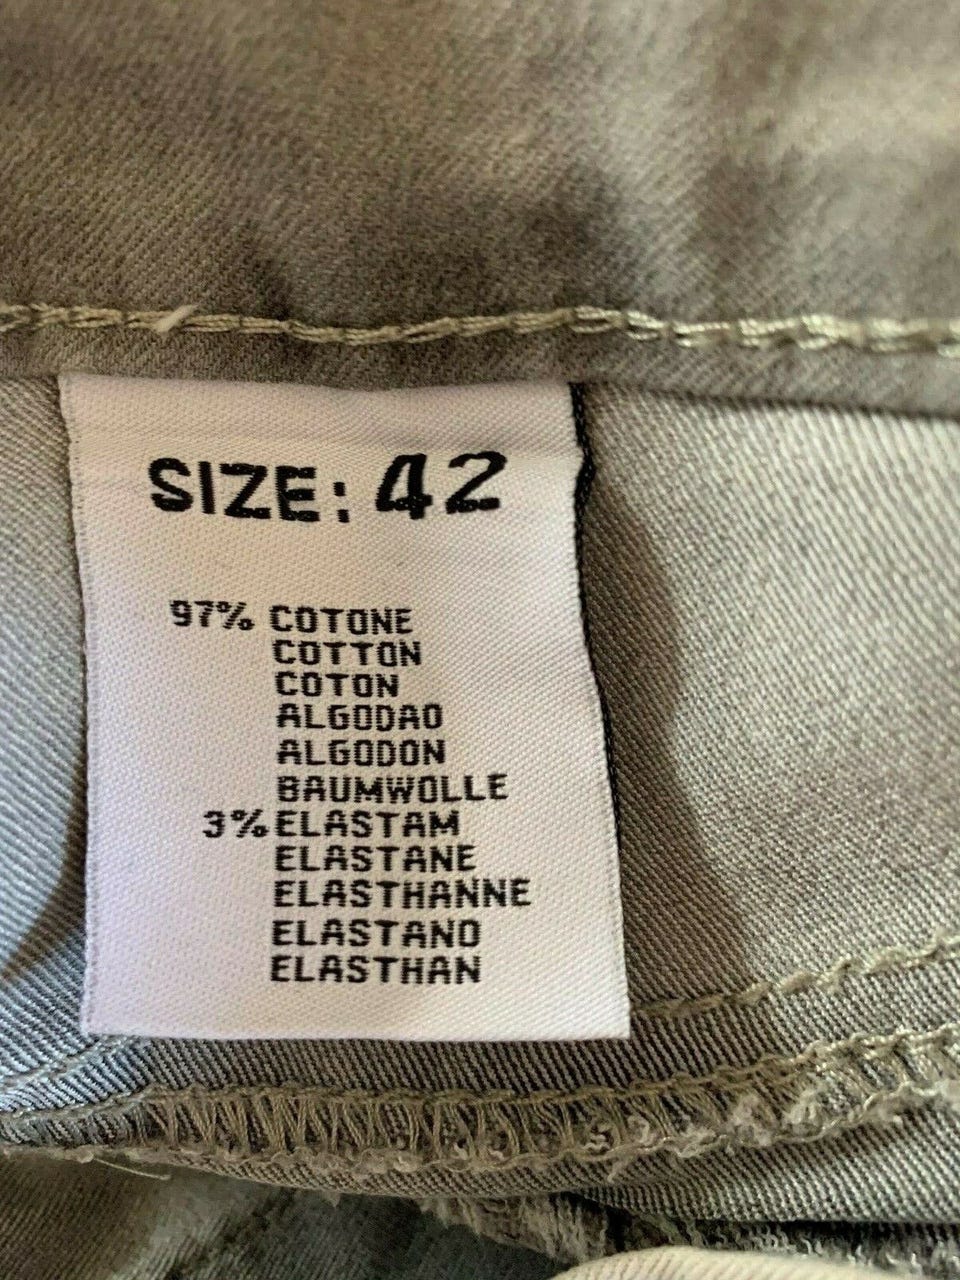 SIZE: 42
97% COTONE
COTTON
COTON
ALGODAO
ALGODON
BAUMWOLLE
3% ELASTAM
ELASTANE
ELASTHANNE
ELASTANO
ELASTHAN